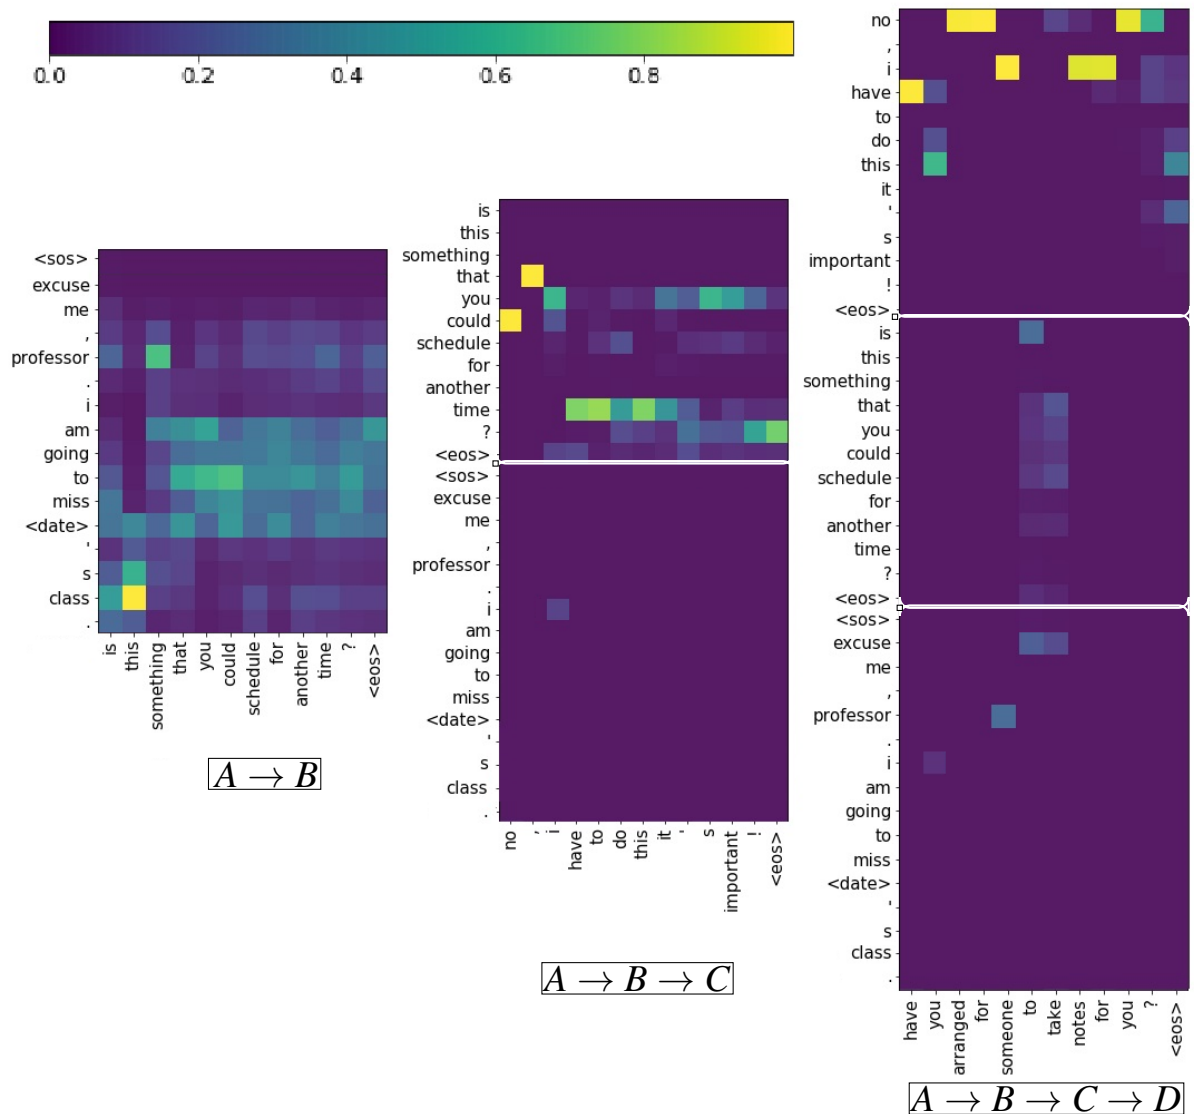 0.0 0.2 0.4 0.6 0.8
<sos>
excuse
me
,
professor
.
i
am
going
to
miss
<date>
'
s
class
.
is this something that you could schedule for another time ? <eos>
A → B
is
this
something
that
you
could
schedule
for
another
time
?
<eos>
<sos>
excuse
me
,
professor
.
i
am
going
to
miss
<date>
'
s
class
.
no , i have to do this it ' s important ! <eos>
A → B → C
no
,
i
have
to
do
this
it
'
s
important
!
<eos>
is
this
something
that
you
could
schedule
for
another
time
?
<eos>
<sos>
excuse
me
,
professor
.
i
am
going
to
miss
<date>
'
s
class
.
have you arranged for someone to take notes for you ? <eos>
A → B → C → D